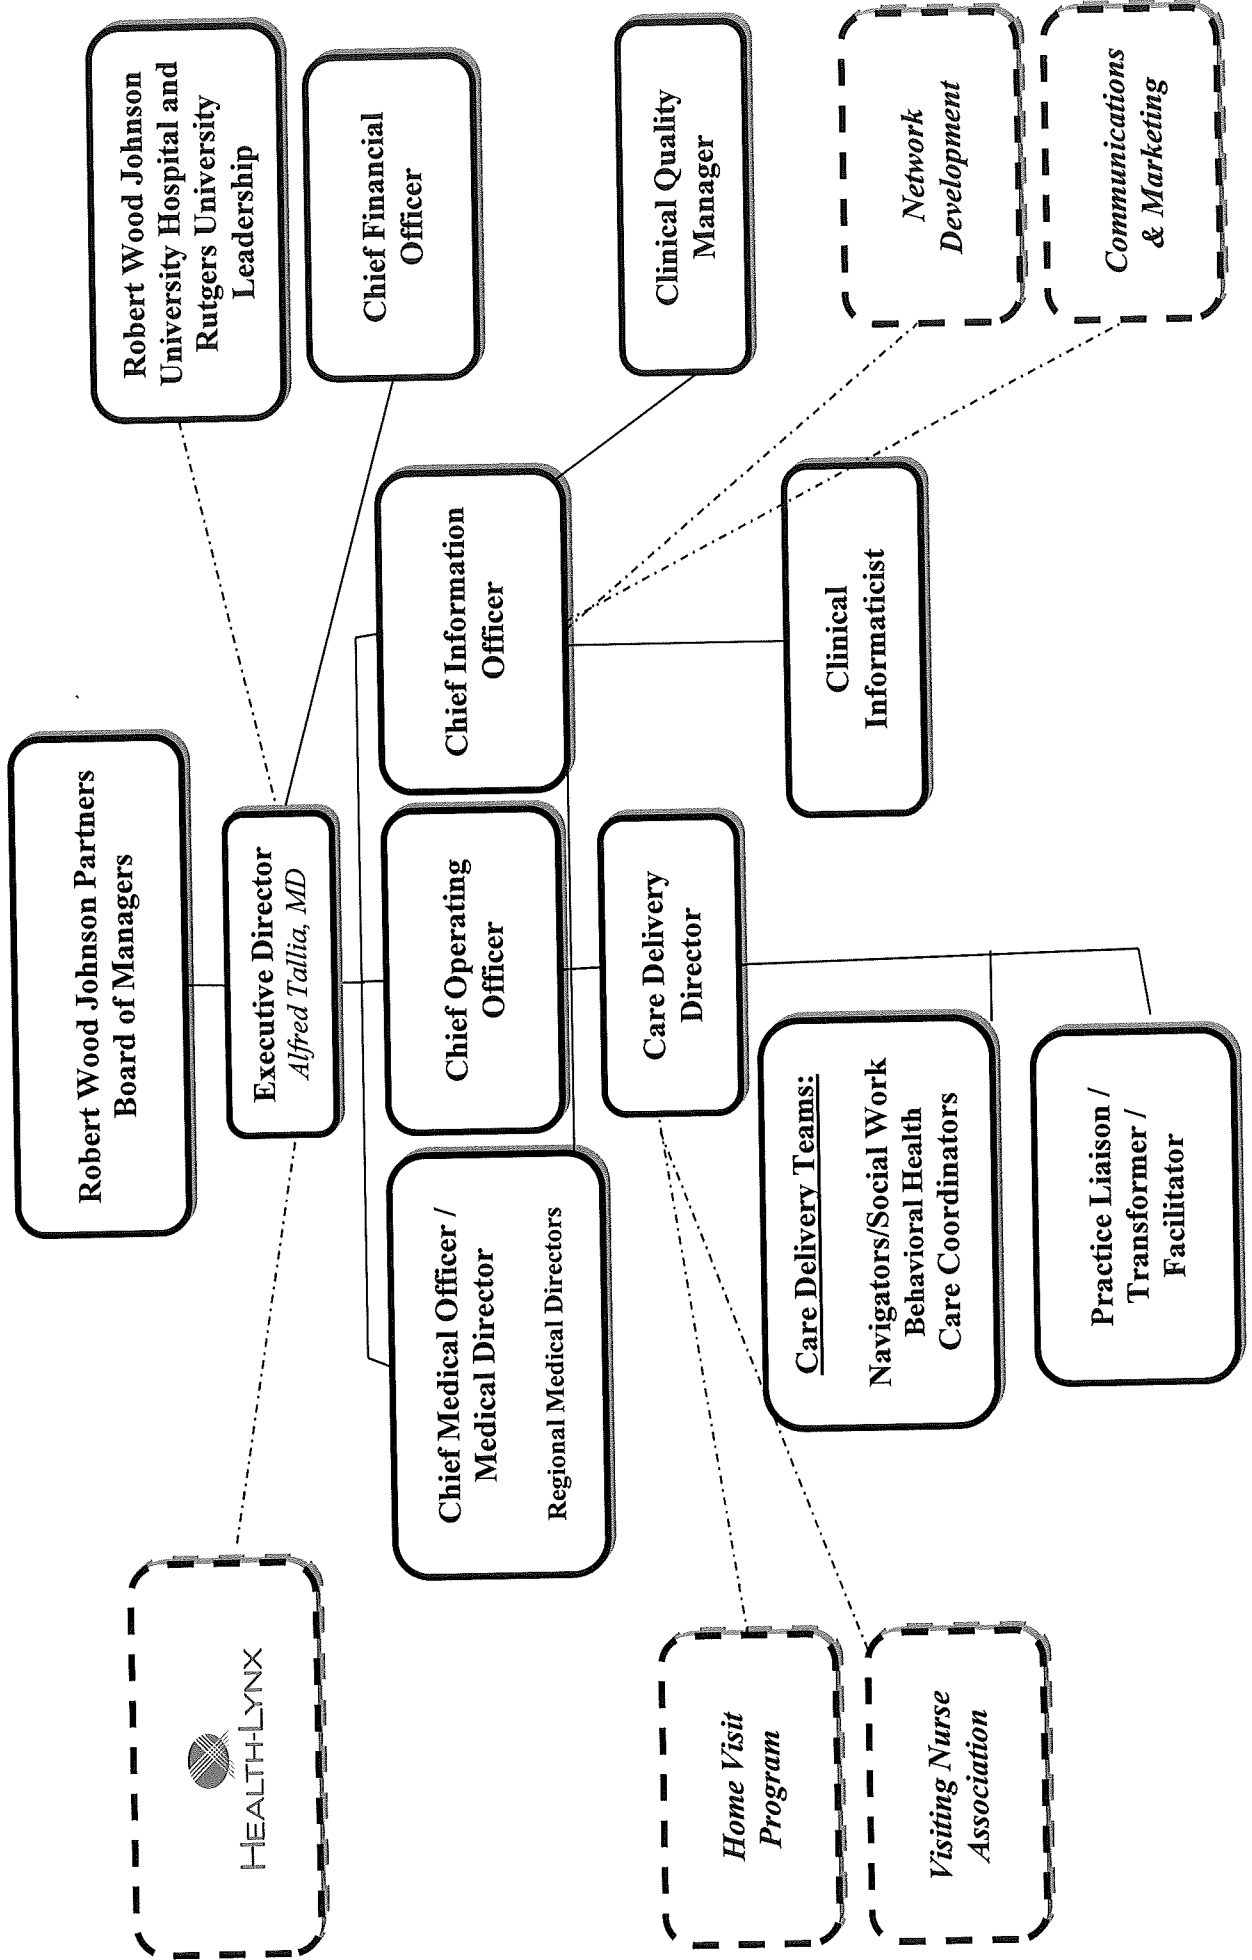 Robert Wood Johnson Partners
Board of Managers
HEALTH-LYNX
Executive Director
Alfred Tallia, MD
Robert Wood Johnson
University Hospital and
Rutgers University
Leadership
Chief Financial
Officer
Chief Medical Officer /
Medical Director
Regional Medical Directors
Chief Operating
Officer
Chief Information
Officer
Care Delivery
Director
Clinical Quality
Manager
Home Visit
Program
Visiting Nurse
Association
Care Delivery Teams:
Navigators/Social Work
Behavioral Health
Care Coordinators
Clinical
Informaticist
Network
Development
Communications
& Marketing
Practice Liaison /
Transformer /
Facilitator